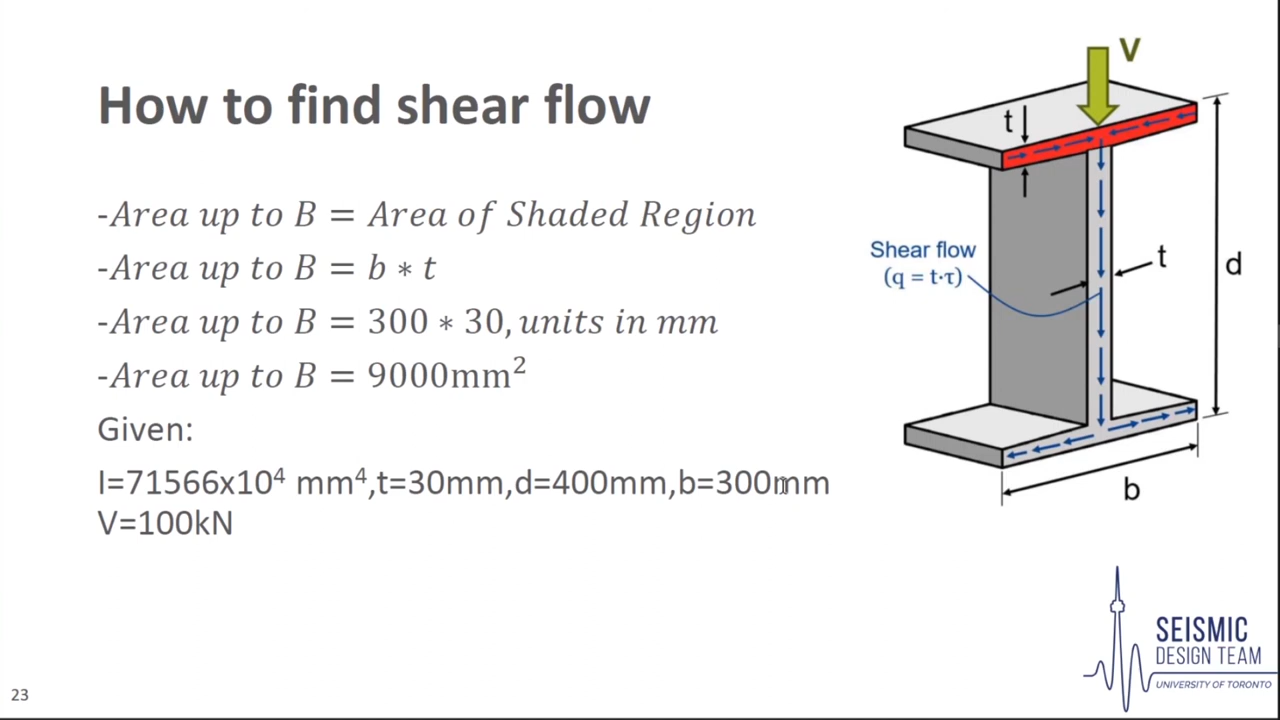 How to find shear flow
-Area up to B = Area of Shaded Region
-Area up to B = b ∗ t
-Area up to B = 300 ∗ 30, units in mm
-Area up to B = 9000mm²
Given:
I=71566x10⁴ mm⁴,t=30mm,d=400mm,b=300mm
V=100kN
V
t
Shear flow
(q = t·τ)
t
d
b
SEISMIC
DESIGN TEAM
UNIVERSITY OF TORONTO
23